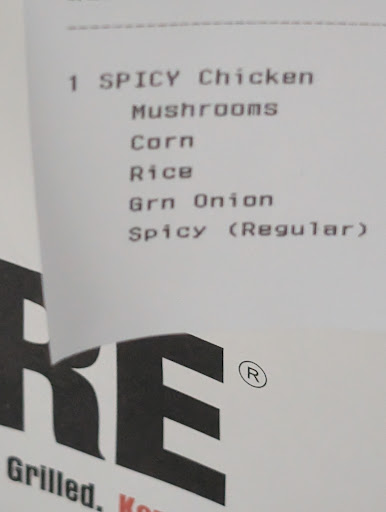 1 SPICY Chicken
Mushrooms
Corn
Rice
Grn Onion
Spicy (Regular)
RE®
Grilled.